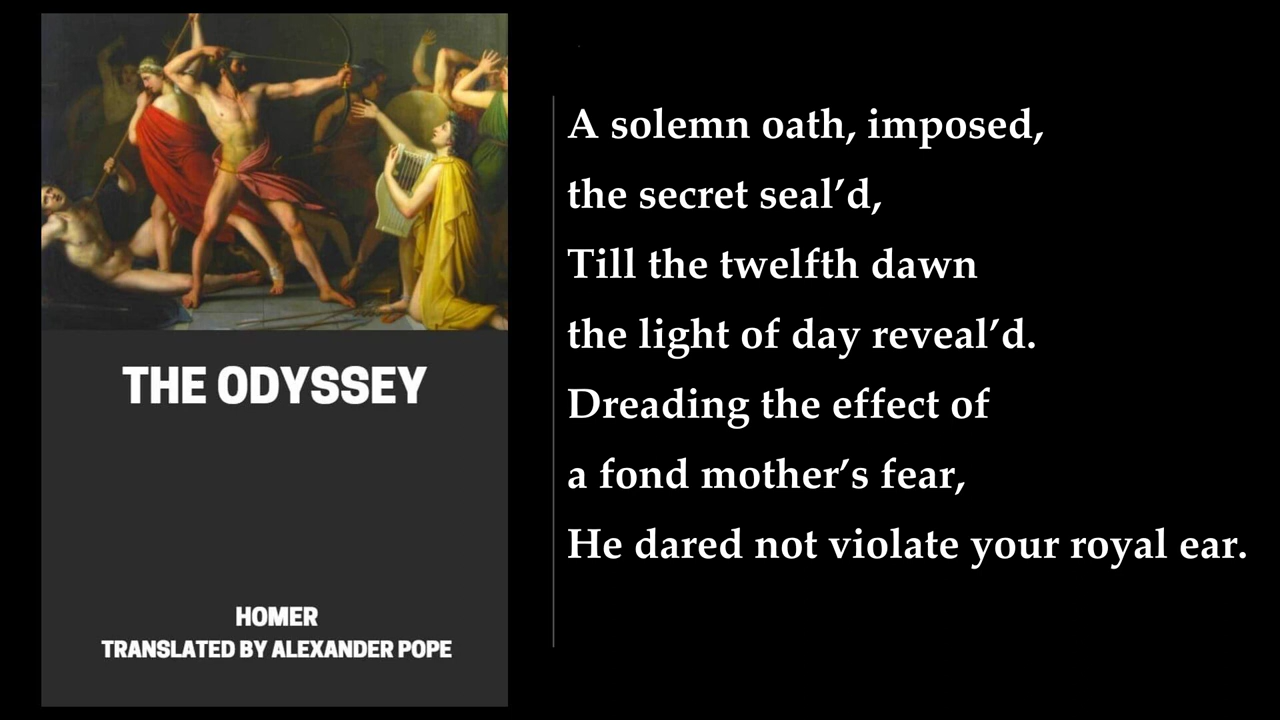 THE ODYSSEY
HOMER
TRANSLATED BY ALEXANDER POPE
A solemn oath, imposed,
the secret seal’d,
Till the twelfth dawn
the light of day reveal’d.
Dreading the effect of
a fond mother’s fear,
He dared not violate your royal ear.